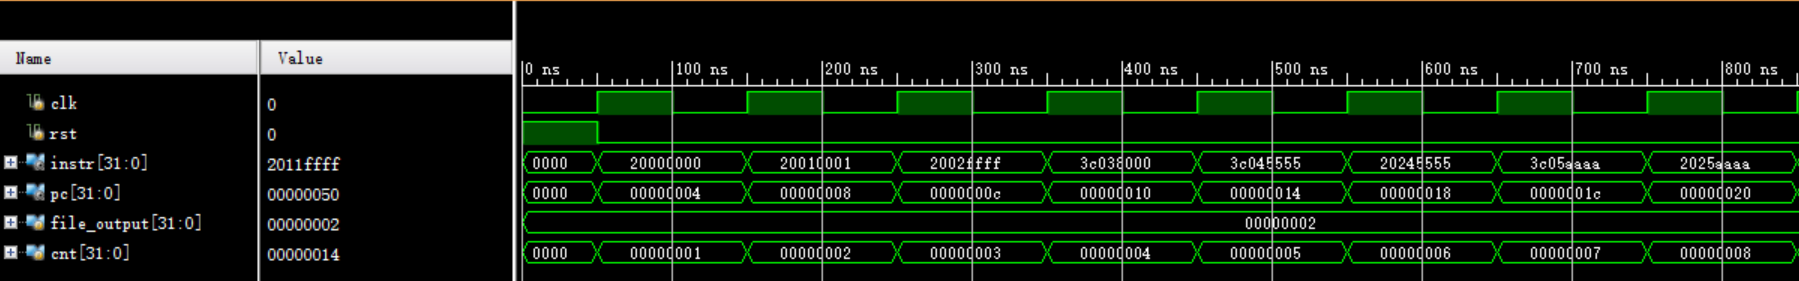 Name Value
0 ns 100 ns 200 ns 300 ns 400 ns 500 ns 600 ns 700 ns 800 ns
clk 0
rst 0
instr[31:0] 2011ffff 0000 20000000 20010001 2002ffff 3c038000 3c045555 20245555 3c05aaaa 2025aaaa
pc[31:0] 00000050 0000 00000004 00000008 0000000c 00000010 00000014 00000018 0000001c 00000020
file_output[31:0] 00000002 00000002
cnt[31:0] 00000014 0000 00000001 00000002 00000003 00000004 00000005 00000006 00000007 00000008